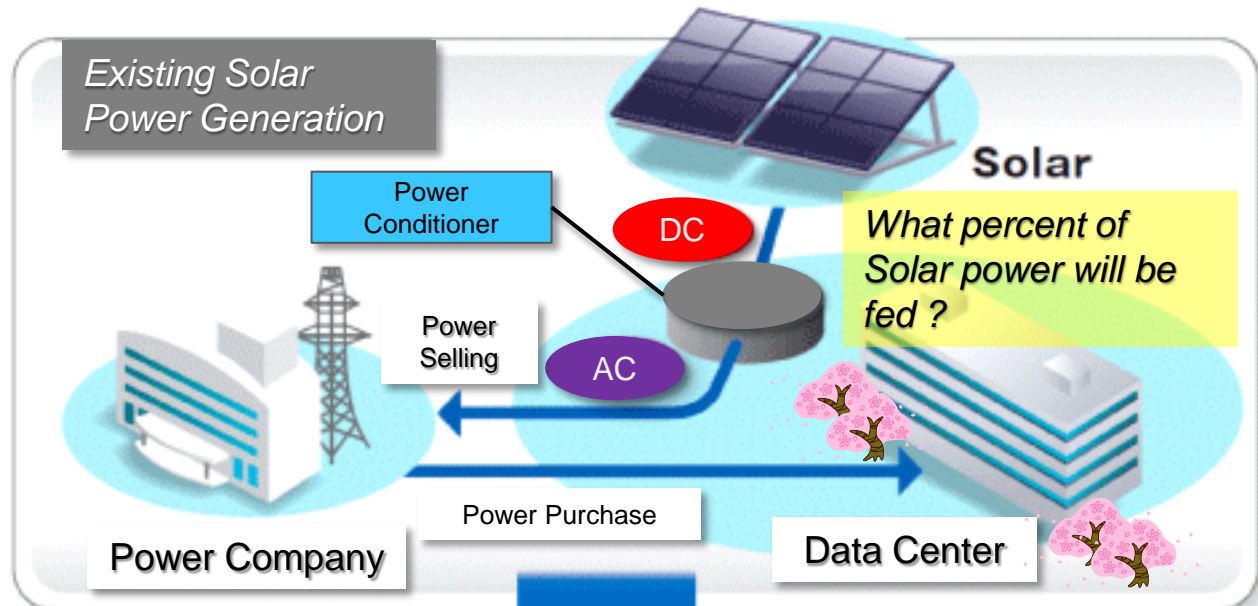 Existing Solar
Power Generation
Solar
Power
Conditioner
DC
What percent of
Solar power will be
fed ?
Power
Selling
AC
Power Purchase
Power Company
Data Center